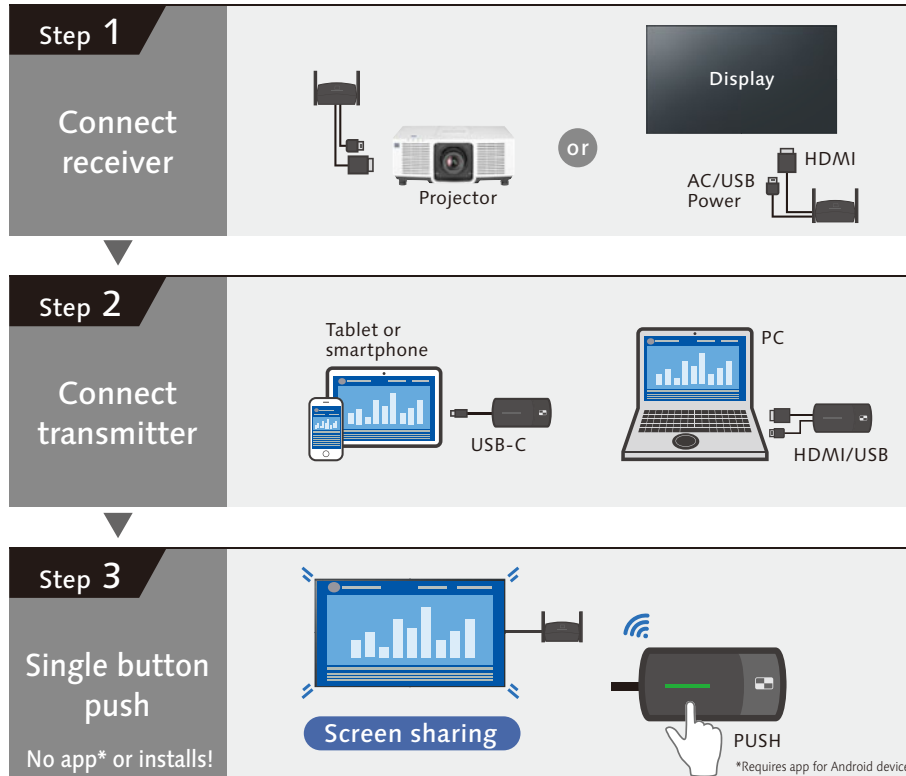 Step 1
Connect
receiver
Projector
or
Display
HDMI
AC/USB
Power
Step 2
Connect
transmitter
Tablet or
smartphone
USB-C
PC
HDMI/USB
Step 3
Single button
push
No app* or installs!
Screen sharing
PUSH
*Requires app for Android device